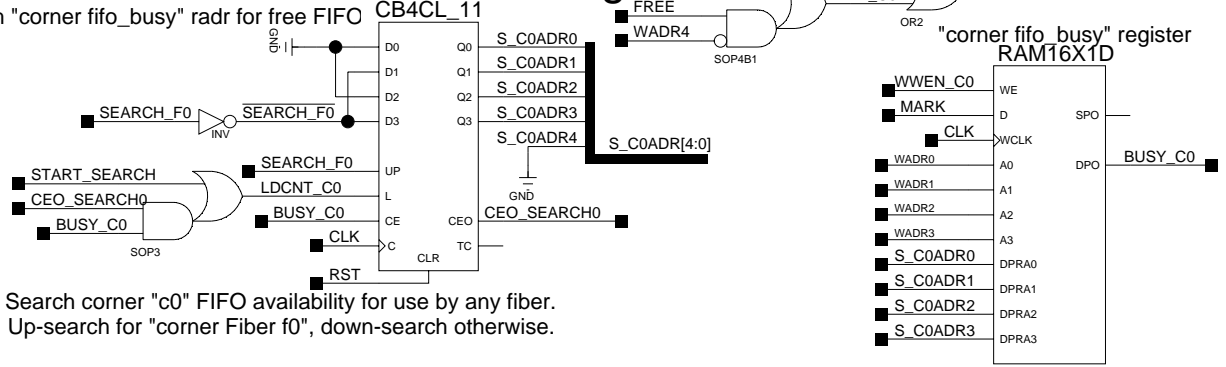 "corner fifo_busy" radr for free FIFO
CB4CL_11
GND
D0
D1
D2
D3
UP
L
CE
C
CLR
Q0
Q1
Q2
Q3
CEO
TC
S_C0ADR0
S_C0ADR1
S_C0ADR2
S_C0ADR3
S_C0ADR4
S_C0ADR[4:0]
GND
SEARCH_F0
INV
SEARCH_F0
SEARCH_F0
START_SEARCH
CEO_SEARCH0
BUSY_C0
SOP3
LDCNT_C0
BUSY_C0
CLK
RST
CEO_SEARCH0
Search corner "c0" FIFO availability for use by any fiber.
Up-search for "corner Fiber f0", down-search otherwise.
FREE
WADR4
SOP4B1
OR2
"corner fifo_busy" register
RAM16X1D
WWEN_C0
MARK
CLK
WADR0
WADR1
WADR2
WADR3
S_C0ADR0
S_C0ADR1
S_C0ADR2
S_C0ADR3
WE
D
WCLK
A0
A1
A2
A3
DPRA0
DPRA1
DPRA2
DPRA3
SPO
DPO
BUSY_C0